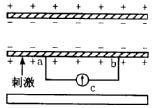 + + + + + + +
− − − − − − −
− − − − − − −
+ + a + + + b +
刺激
c